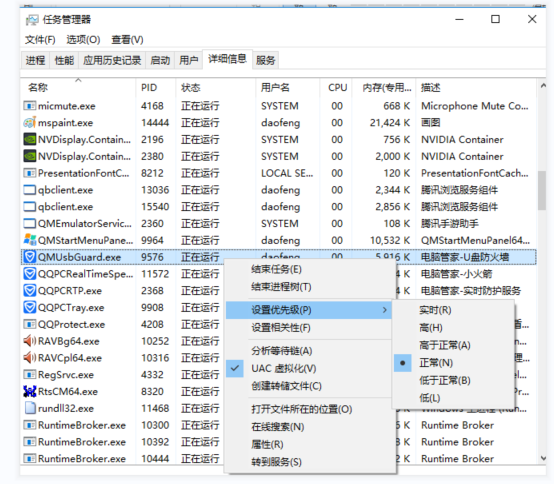 任务管理器
文件(F) 选项(O) 查看(V)
进程 性能 应用历史记录 启动 用户 详细信息 服务
名称 PID 状态 用户名 CPU 内存(专用... 描述
micmute.exe 4168 正在运行 SYSTEM 00 668 K Microphone Mute Co...
mspaint.exe 14444 正在运行 daofeng 00 21,424 K 画图
NVDisplay.Contain... 2196 正在运行 SYSTEM 00 756 K NVIDIA Container
NVDisplay.Contain... 2380 正在运行 SYSTEM 00 2,000 K NVIDIA Container
PresentationFontC... 8212 正在运行 LOCAL SE... 00 120 K PresentationFontCach...
qbclient.exe 13036 正在运行 daofeng 00 2,344 K 腾讯浏览服务组件
qbclient.exe 15540 正在运行 daofeng 00 2,856 K 腾讯浏览服务组件
QMEmulatorServic... 2360 正在运行 SYSTEM 00 108 K 腾讯手游助手
QMStartMenuPane... 9964 正在运行 daofeng 00 10,532 K QMStartMenuPanel64...
QMUsbGuard.exe 9576 正在运行 daofeng 00 5,916 K 电脑管家-U盘防火墙
QQPCRealTimeSpe... 11572 正在运行 结束任务(E) K 电脑管家-小火箭
QQPCRTP.exe 2368 正在运行 结束进程树(T) K 电脑管家-实时防护服务
QQPCTray.exe 9908 正在运行 设置优先级(P) 实时(R)
QQProtect.exe 4208 正在运行 设置相关性(F) 高(H)
RAVBg64.exe 10252 正在运行 分析等待链(A) 高于正常(A)
RAVCpl64.exe 10316 正在运行 UAC 虚拟化(V) 正常(N)
RegSrvc.exe 4332 正在运行 创建转储文件(C) 低于正常(B)
RtsCM64.exe 8320 正在运行 低(L)
rundll32.exe 11468 正在运行 打开文件所在的位置(O)
RuntimeBroker.exe 10300 正在运行 在线搜索(N) K Runtime Broker
RuntimeBroker.exe 10392 正在运行 属性(R) K Runtime Broker
RuntimeBroker.exe 10444 正在运行 转到服务(S) K Runtime Broker